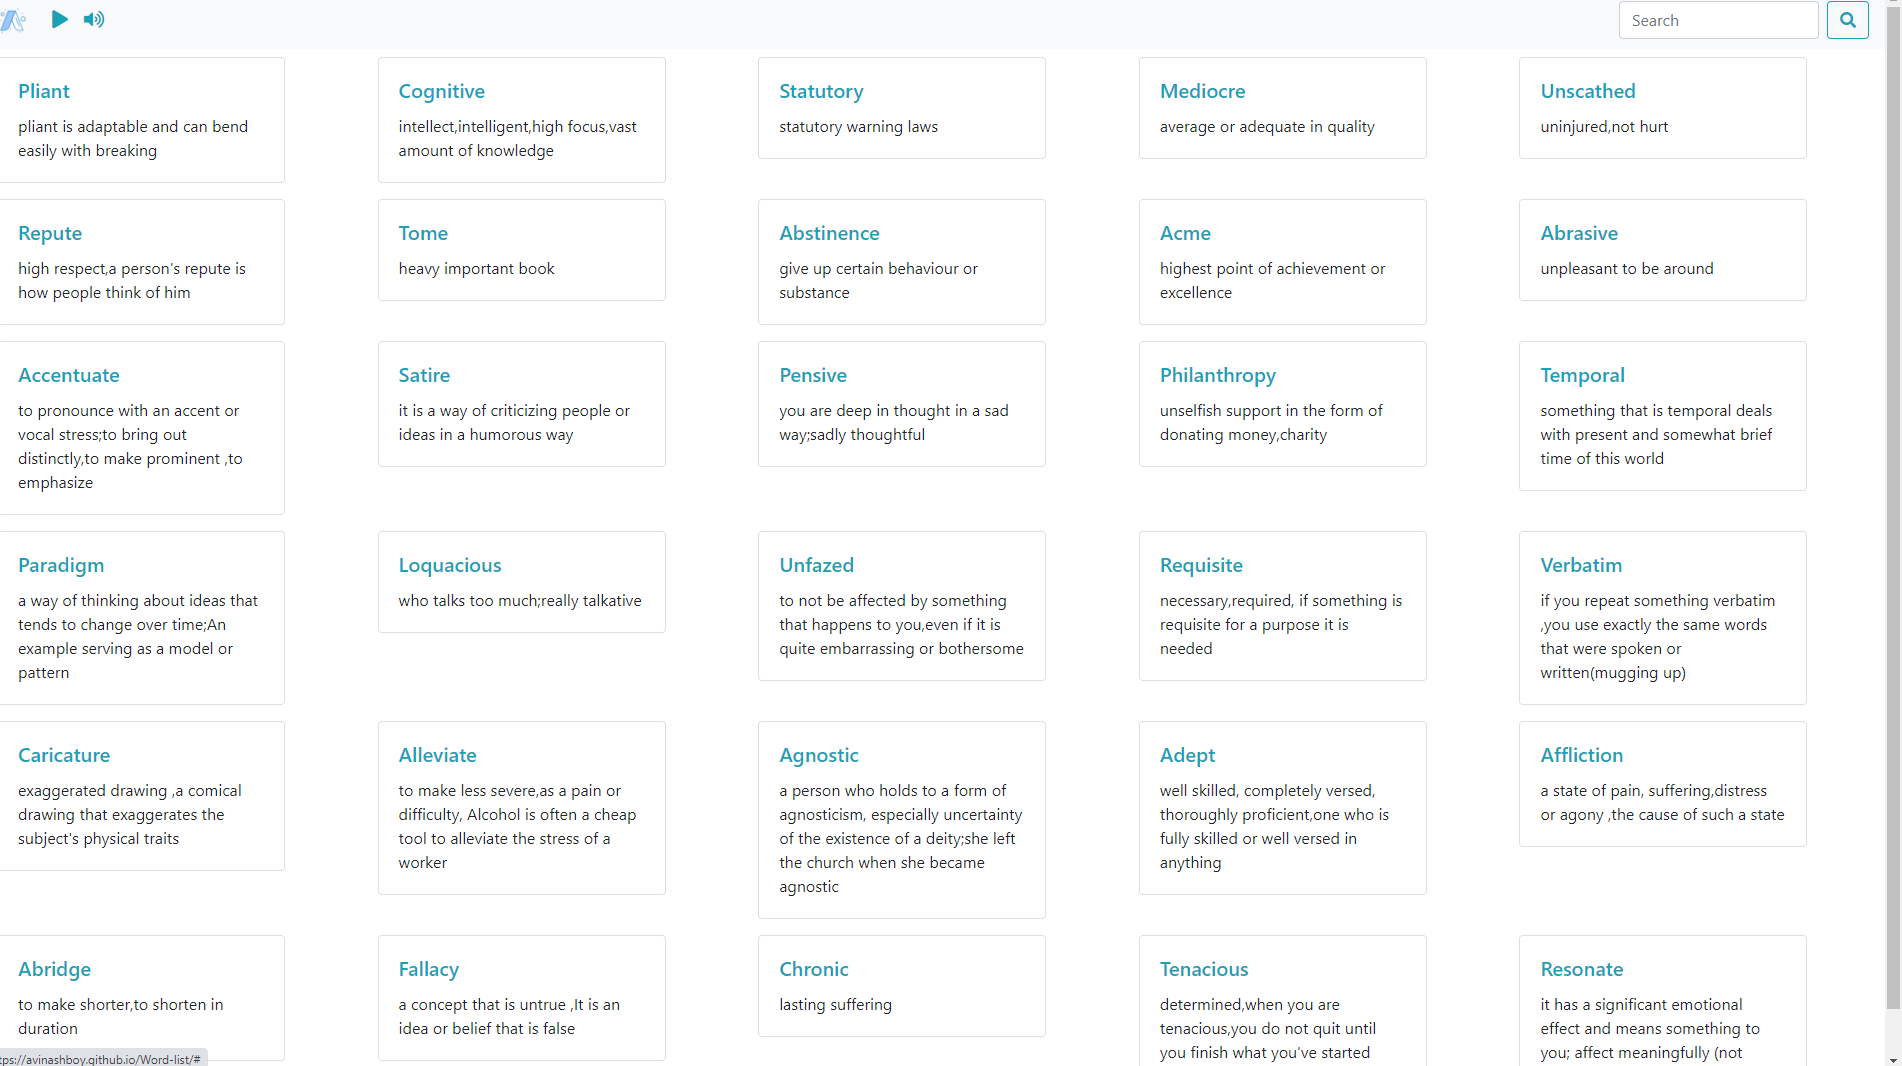 Search
Pliant
pliant is adaptable and can bend
easily with breaking
Cognitive
intellect,intelligent,high focus,vast
amount of knowledge
Statutory
statutory warning laws
Mediocre
average or adequate in quality
Unscathed
uninjured,not hurt
Repute
high respect,a person's repute is
how people think of him
Tome
heavy important book
Abstinence
give up certain behaviour or
substance
Acme
highest point of achievement or
excellence
Abrasive
unpleasant to be around
Accentuate
to pronounce with an accent or
vocal stress;to bring out
distinctly,to make prominent ,to
emphasize
Satire
it is a way of criticizing people or
ideas in a humorous way
Pensive
you are deep in thought in a sad
way;sadly thoughtful
Philanthropy
unselfish support in the form of
donating money,charity
Temporal
something that is temporal deals
with present and somewhat brief
time of this world
Paradigm
a way of thinking about ideas that
tends to change over time;An
example serving as a model or
pattern
Loquacious
who talks too much;really talkative
Unfazed
to not be affected by something
that happens to you,even if it is
quite embarrassing or bothersome
Requisite
necessary,required, if something is
requisite for a purpose it is
needed
Verbatim
if you repeat something verbatim
,you use exactly the same words
that were spoken or
written(mugging up)
Caricature
exaggerated drawing ,a comical
drawing that exaggerates the
subject's physical traits
Alleviate
to make less severe,as a pain or
difficulty, Alcohol is often a cheap
tool to alleviate the stress of a
worker
Agnostic
a person who holds to a form of
agnosticism, especially uncertainty
of the existence of a deity;she left
the church when she became
agnostic
Adept
well skilled, completely versed,
thoroughly proficient,one who is
fully skilled or well versed in
anything
Affliction
a state of pain, suffering,distress
or agony ,the cause of such a state
Abridge
to make shorter,to shorten in
duration
Fallacy
a concept that is untrue ,It is an
idea or belief that is false
Chronic
lasting suffering
Tenacious
determined,when you are
tenacious,you do not quit until
you finish what you've started
Resonate
it has a significant emotional
effect and means something to
you; affect meaningfully (not
tps://avinashboy.github.io/Word-list/#